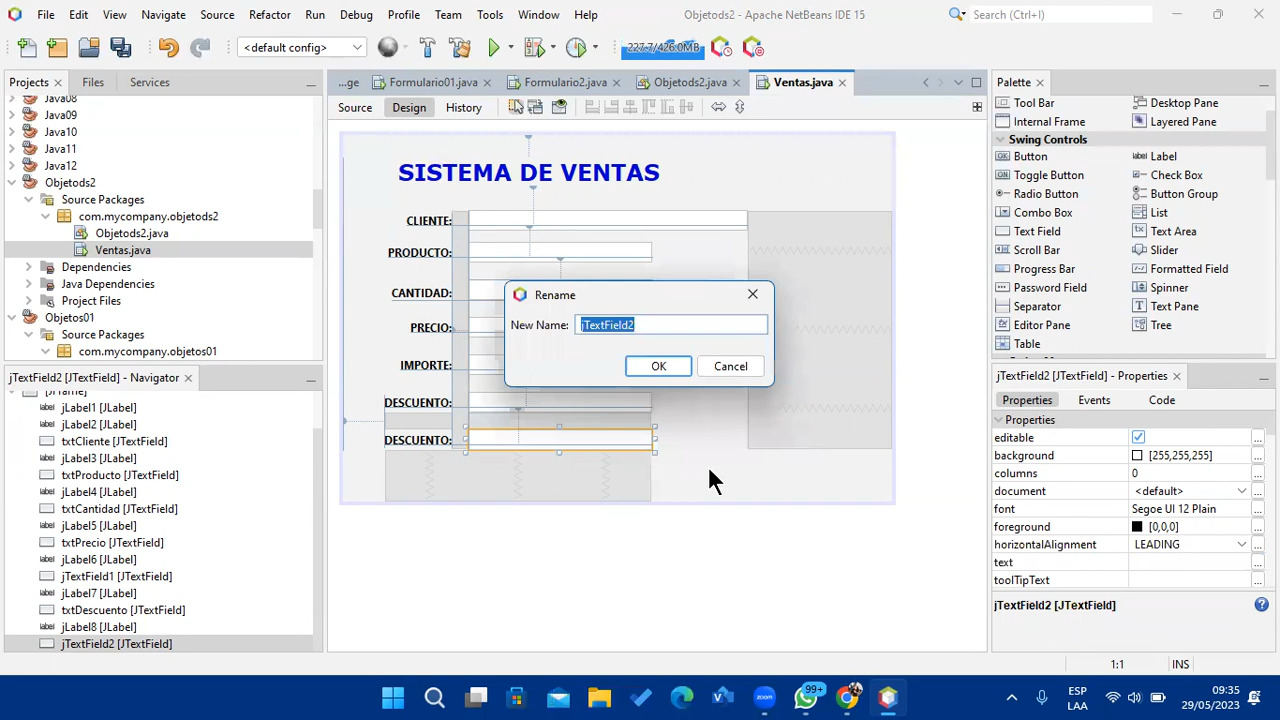 File Edit View Navigate Source Refactor Run Debug Profile Team Tools Window Help
Objetods2 - Apache NetBeans IDE 15
Search (Ctrl+I)
<default config>
227.7/426.0MB
Projects Files Services
Java08
Java09
Java10
Java11
Java12
Objetods2
Source Packages
com.mycompany.objetods2
Objetods2.java
Ventas.java
Dependencies
Java Dependencies
Project Files
Objetos01
Source Packages
com.mycompany.objetos01
jTextField2 [JTextField] - Navigator
jLabel1 [JLabel]
jLabel2 [JLabel]
txtCliente [JTextField]
jLabel3 [JLabel]
txtProducto [JTextField]
jLabel4 [JLabel]
txtCantidad [JTextField]
jLabel5 [JLabel]
txtPrecio [JTextField]
jLabel6 [JLabel]
jTextField1 [JTextField]
jLabel7 [JLabel]
txtDescuento [JTextField]
jLabel8 [JLabel]
jTextField2 [JTextField]
...ge Formulario01.java Formulario2.java Objetods2.java Ventas.java
Source Design History
SISTEMA DE VENTAS
CLIENTE:
PRODUCTO:
CANTIDAD:
PRECIO:
IMPORTE:
DESCUENTO:
DESCUENTO:
Rename
New Name: jTextField2
OK Cancel
Palette
Tool Bar Desktop Pane
Internal Frame Layered Pane
Swing Controls
Button Label
Toggle Button Check Box
Radio Button Button Group
Combo Box List
Text Field Text Area
Scroll Bar Slider
Progress Bar Formatted Field
Password Field Spinner
Separator Text Pane
Editor Pane Tree
Table
jTextField2 [JTextField] - Properties
Properties Events Code
Properties
editable
background [255,255,255]
columns 0
document <default>
font Segoe UI 12 Plain
foreground [0,0,0]
horizontalAlignment LEADING
text
toolTipText
jTextField2 [JTextField]
1:1 INS
99+
zoom
ESP
LAA
09:35
29/05/2023